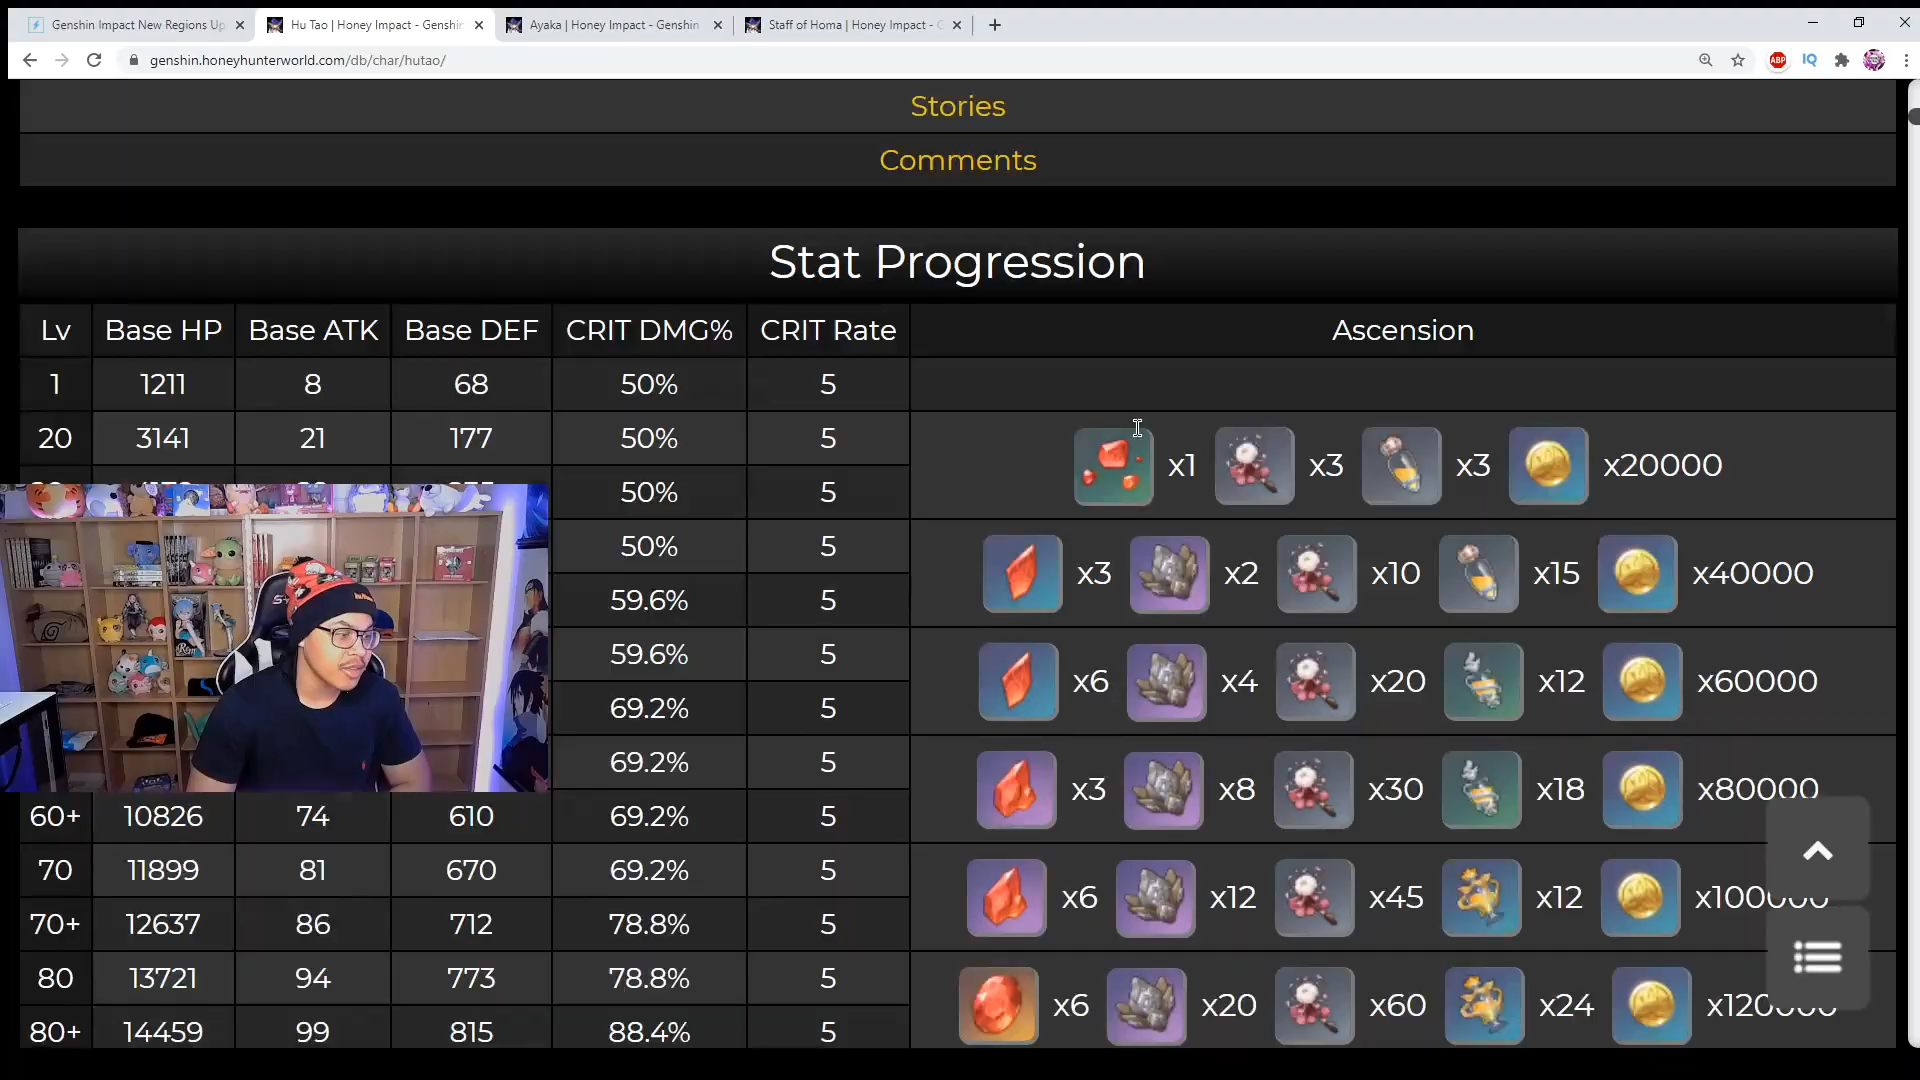 Genshin Impact New Regions Up
Hu Tao | Honey Impact - Genshin
Ayaka | Honey Impact - Genshin
Staff of Homa | Honey Impact - G
genshin.honeyhunterworld.com/db/char/hutao/
ABP
IQ
Stories
Comments
Stat Progression
Lv Base HP Base ATK Base DEF CRIT DMG% CRIT Rate Ascension
1 1211 8 68 50% 5
20 3141 21 177 50% 5
x1 x3 x3 x20000
50% 5
50% 5
x3 x2 x10 x15 x40000
59.6% 5
59.6% 5
x6 x4 x20 x12 x60000
69.2% 5
69.2% 5
x3 x8 x30 x18 x80000
60+ 10826 74 610 69.2% 5
70 11899 81 670 69.2% 5
x6 x12 x45 x12 x100000
70+ 12637 86 712 78.8% 5
80 13721 94 773 78.8% 5
x6 x20 x60 x24 x120000
80+ 14459 99 815 88.4% 5
Rem